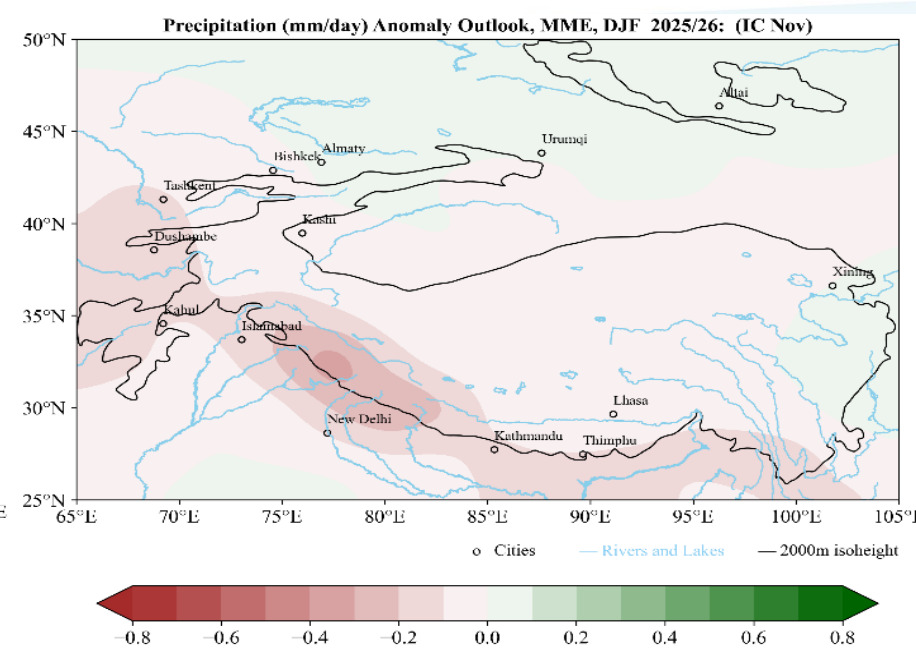 Precipitation (mm/day) Anomaly Outlook, MME, DJF 2025/26: (IC Nov)
50°N
Altai
45°N
Urumqi
Almaty
Bishkek
Tashkent
40°N
Kashi
Dushambe
Xining
35°N
Kabul
Islamabad
30°N
Lhasa
New Delhi
Kathmandu
Thimphu
25°N
E
65°E 70°E 75°E 80°E 85°E 90°E 95°E 100°E 105°E
Cities
Rivers and Lakes
2000m isoheight
−0.8 −0.6 −0.4 −0.2 0.0 0.2 0.4 0.6 0.8